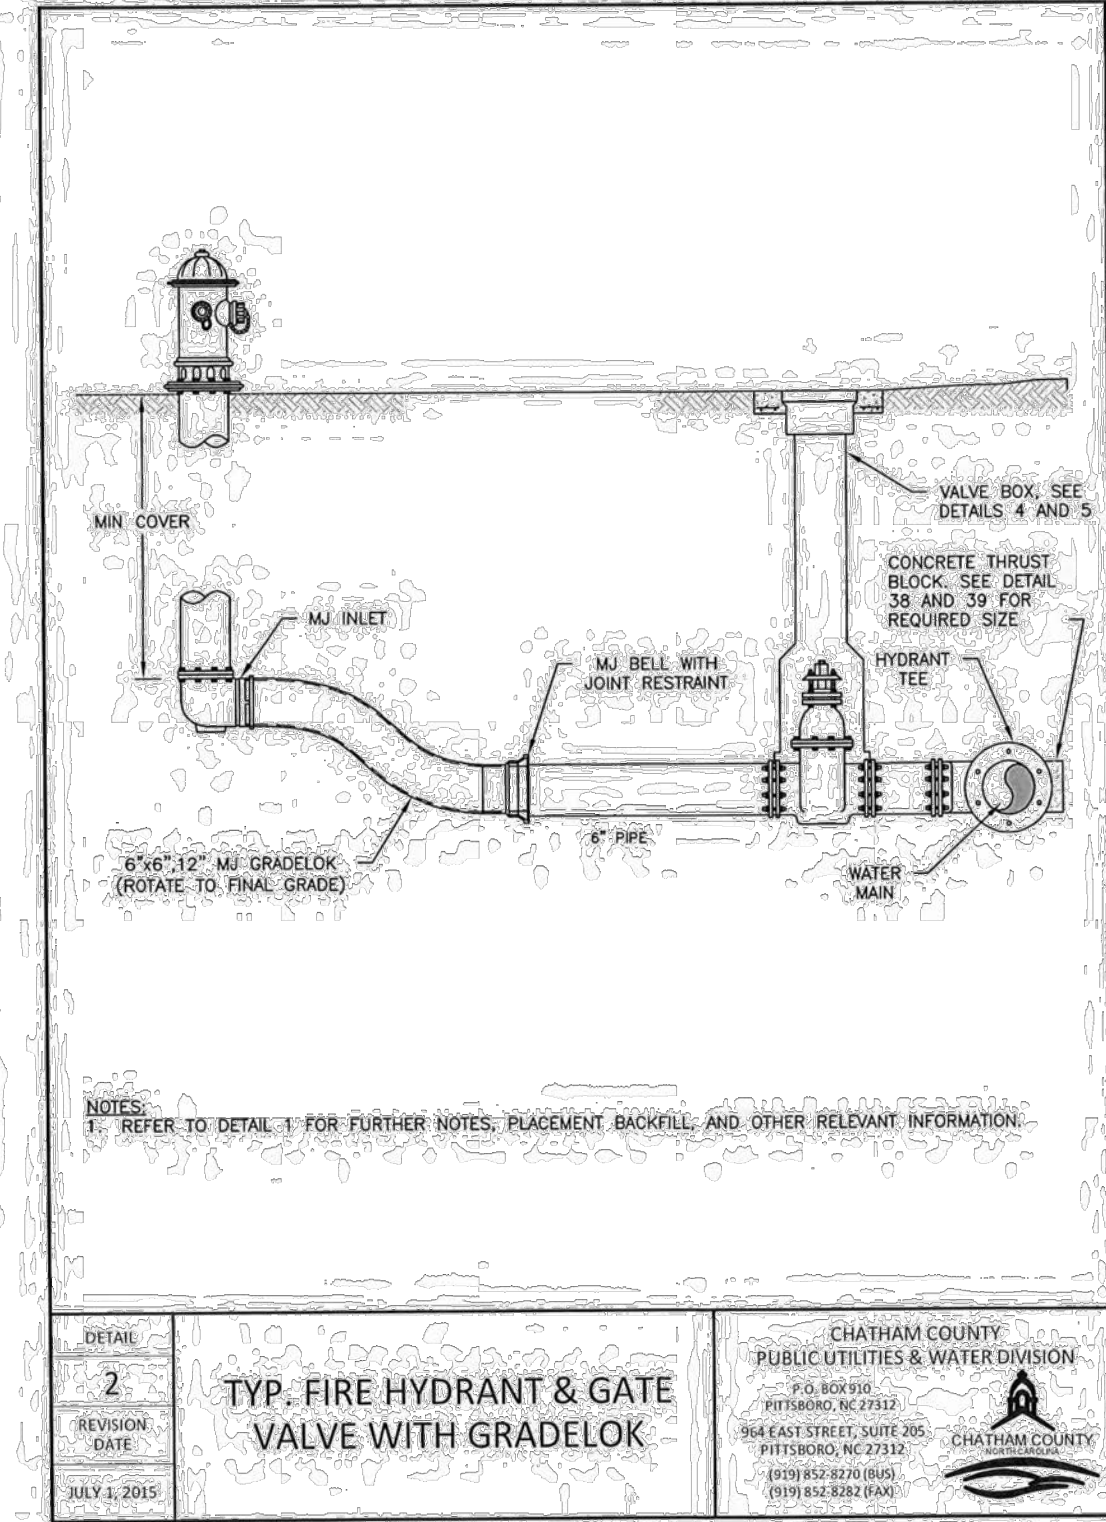 MIN COVER
VALVE BOX, SEE
DETAILS 4 AND 5
CONCRETE THRUST
BLOCK. SEE DETAIL
38 AND 39 FOR
REQUIRED SIZE
MJ INLET
MJ BELL WITH
JOINT RESTRAINT
HYDRANT
TEE
6" PIPE
6"x6",12" MJ GRADELOK
(ROTATE TO FINAL GRADE)
WATER
MAIN
NOTES:
1. REFER TO DETAIL 1 FOR FURTHER NOTES, PLACEMENT BACKFILL, AND OTHER RELEVANT INFORMATION.
DETAIL
2
REVISION
DATE
JULY 1, 2015
TYP. FIRE HYDRANT & GATE
VALVE WITH GRADELOK
CHATHAM COUNTY
PUBLIC UTILITIES & WATER DIVISION
P.O. BOX 910
PITTSBORO, NC 27312
964 EAST STREET, SUITE 205
PITTSBORO, NC 27312
(919) 852-8270 (BUS)
(919) 852-8282 (FAX)
CHATHAM COUNTY
NORTH CAROLINA